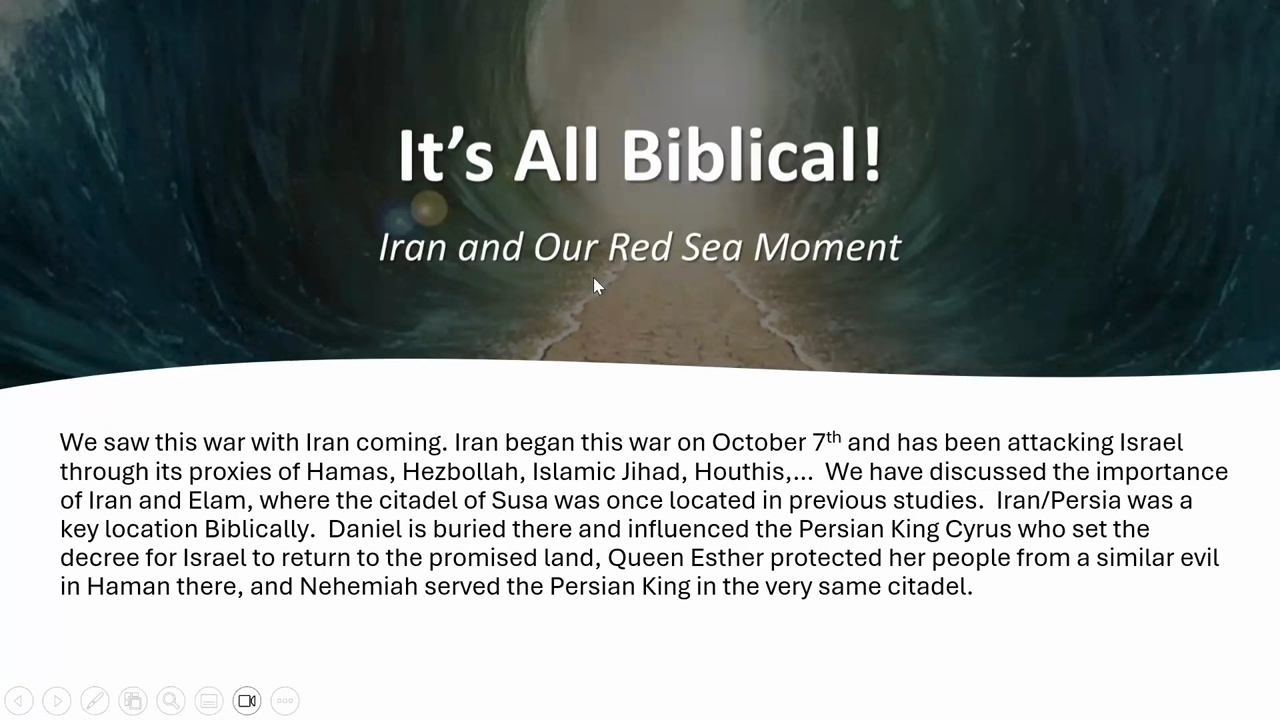 It’s All Biblical!
Iran and Our Red Sea Moment
We saw this war with Iran coming. Iran began this war on October 7th and has been attacking Israel
through its proxies of Hamas, Hezbollah, Islamic Jihad, Houthis,... We have discussed the importance
of Iran and Elam, where the citadel of Susa was once located in previous studies. Iran/Persia was a
key location Biblically. Daniel is buried there and influenced the Persian King Cyrus who set the
decree for Israel to return to the promised land, Queen Esther protected her people from a similar evil
in Haman there, and Nehemiah served the Persian King in the very same citadel.